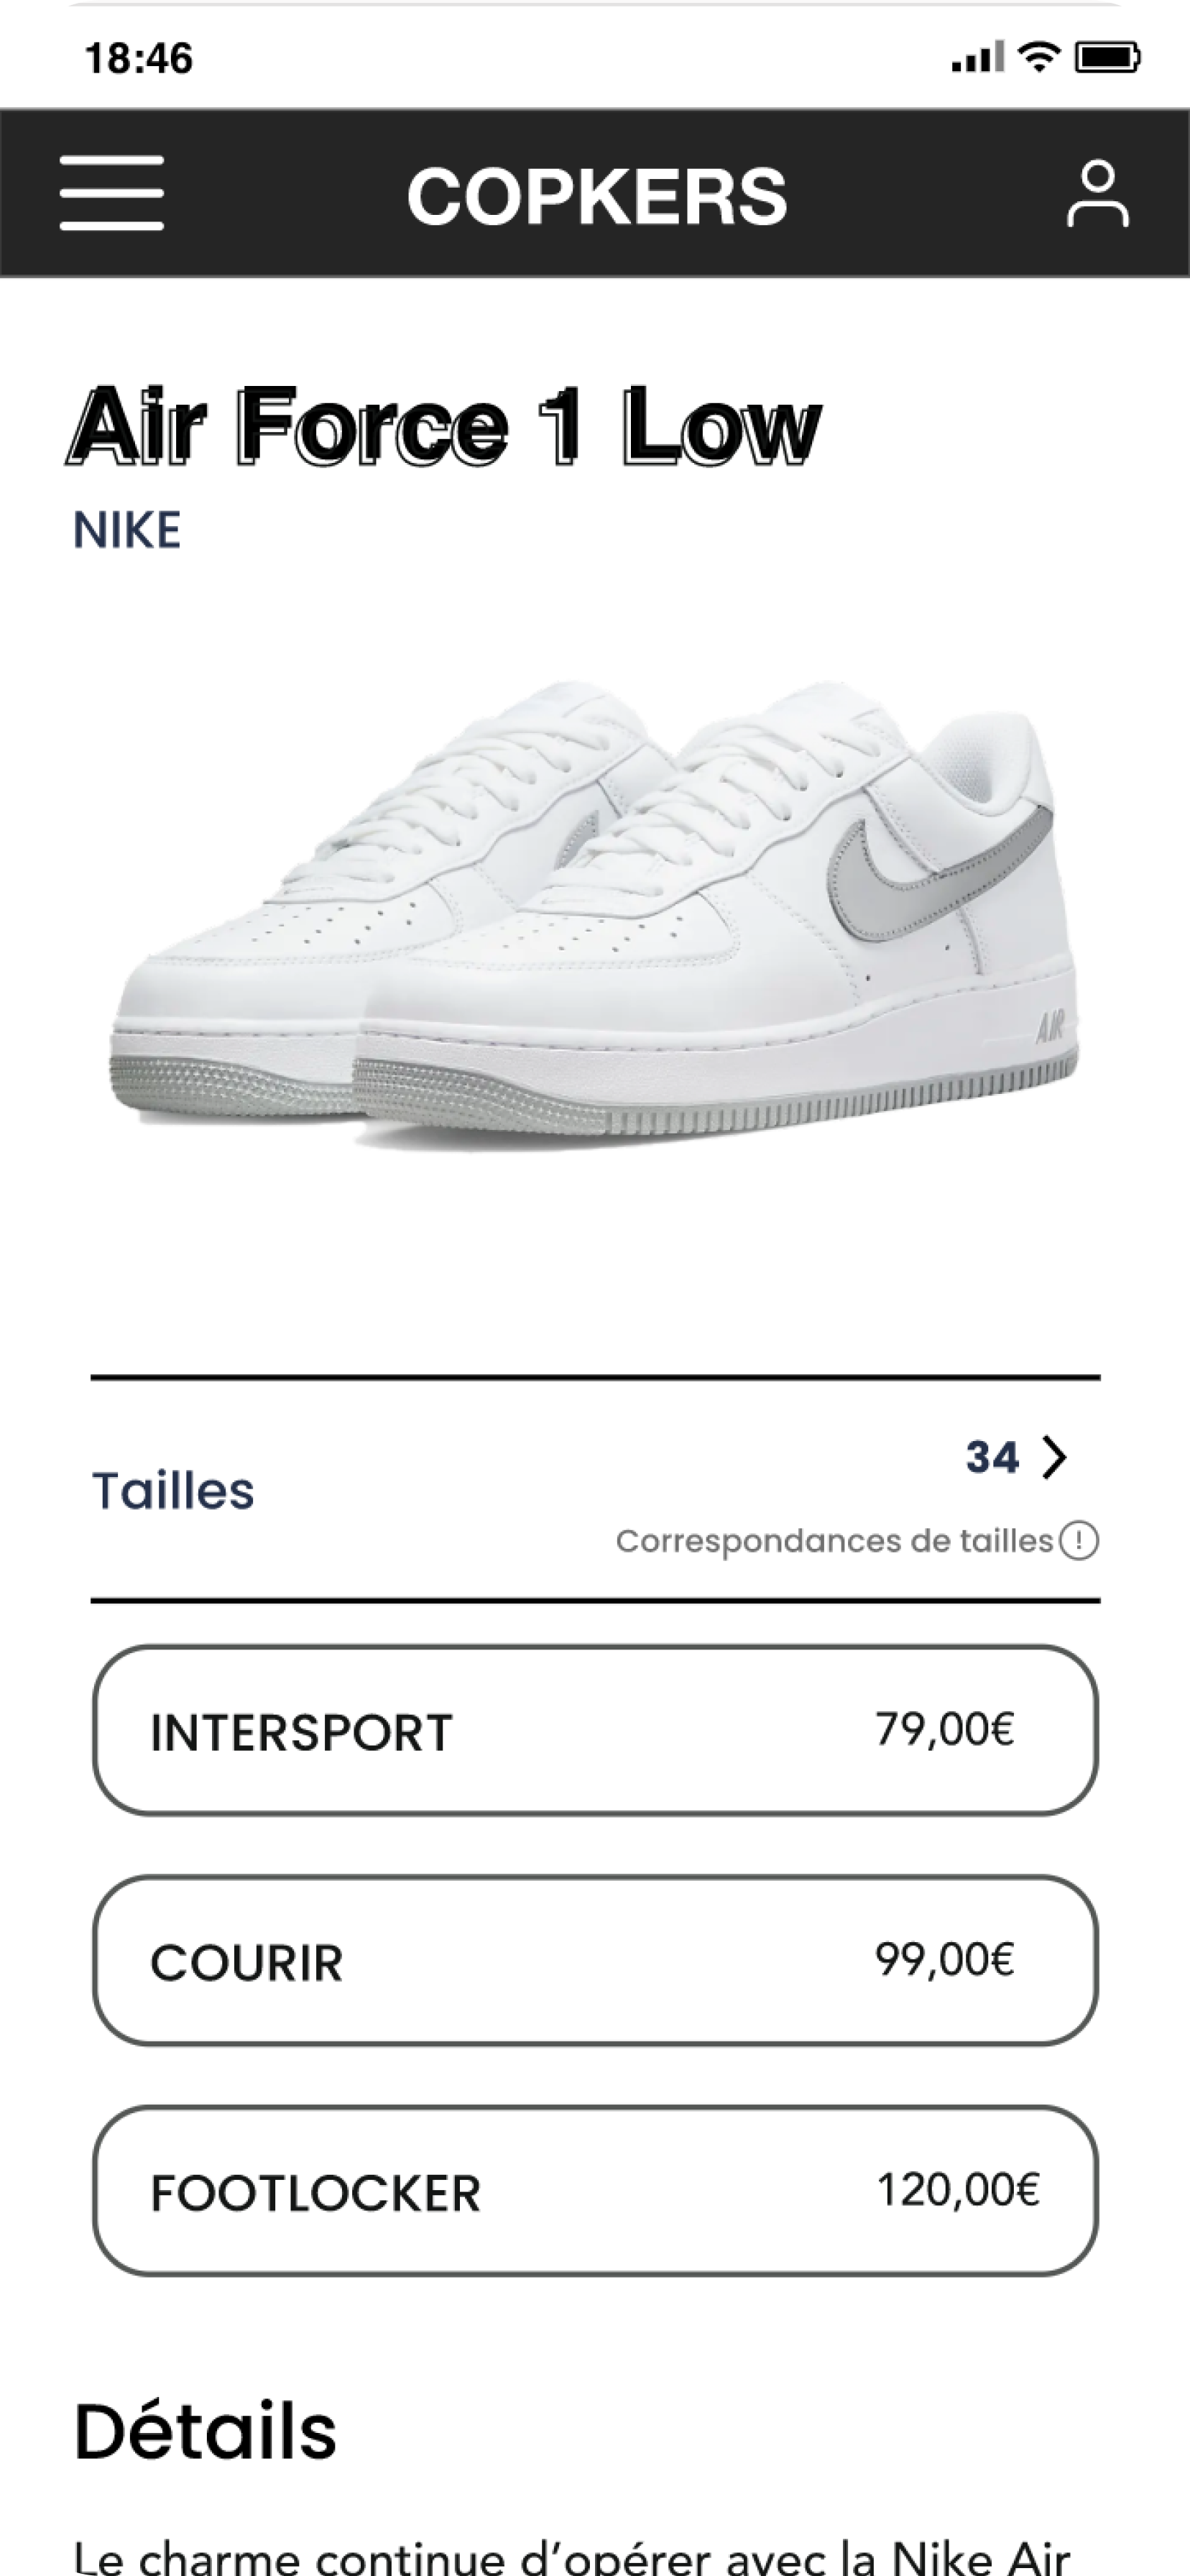 18:46
COPKERS
Air Force 1 Low
NIKE
AIR
34
Tailles
Correspondances de tailles
INTERSPORT 79,00€
COURIR 99,00€
FOOTLOCKER 120,00€
Détails
Le charme continue d’opérer avec la Nike Air